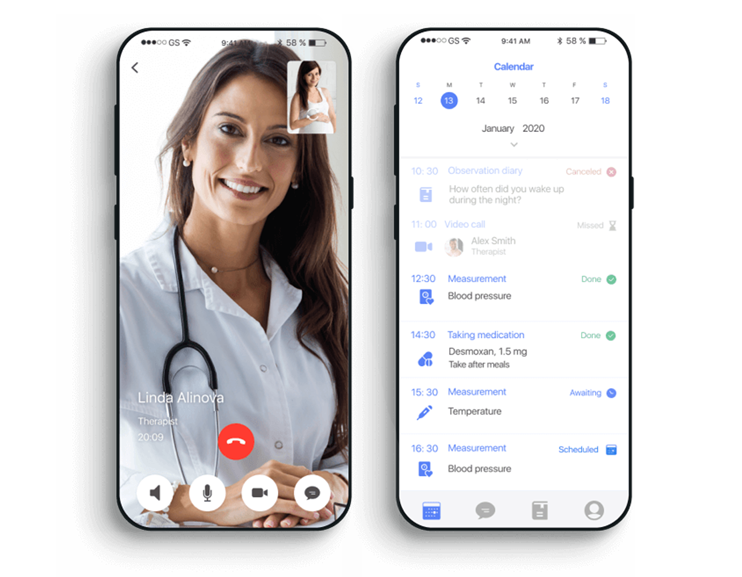 GS 9:41 AM 58 %
Linda Alinova
Therapist
20:09
GS 9:41 AM 58 %
Calendar
S M T W T F S
12 13 14 15 16 17 18
January 2020
10: 30 Observation diary Canceled
How often did you wake up
during the night?
11: 00 Video call Missed
Alex Smith
Therapist
12:30 Measurement Done
Blood pressure
14:30 Taking medication Done
Desmoxan, 1.5 mg
Take after meals
15: 30 Measurement Awaiting
Temperature
16: 30 Measurement Scheduled
Blood pressure